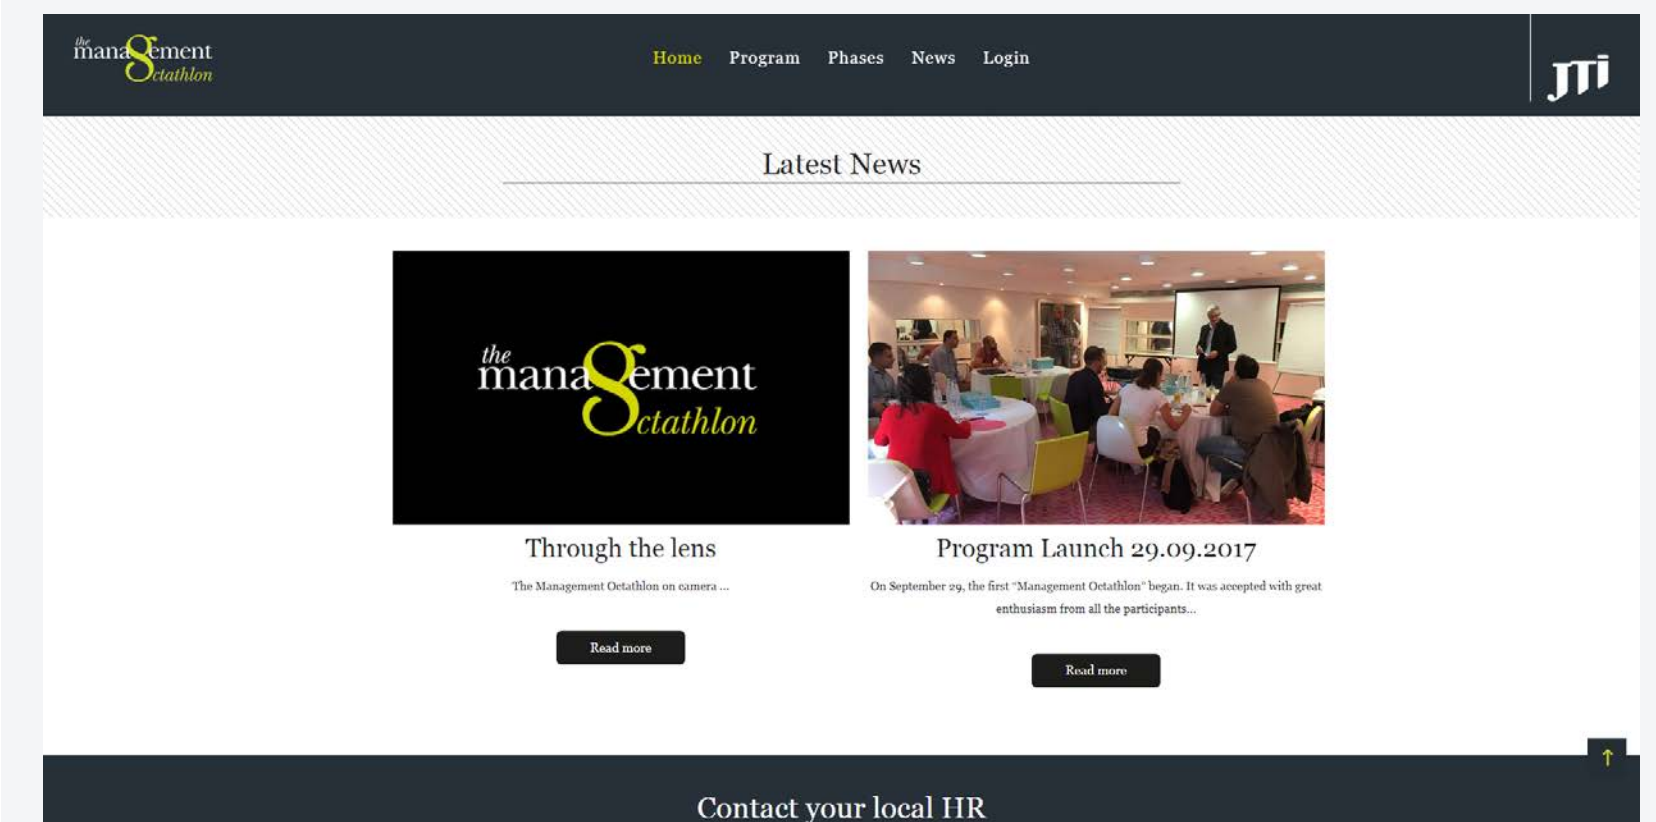 the
management
Octathlon
Home Program Phases News Login
JTI
Latest News
the
management
Octathlon
Through the lens
The Management Octathlon on camera ...
Read more
Program Launch 29.09.2017
On September 29, the first “Management Octathlon” began. It was accepted with great
enthusiasm from all the participants...
Read more
↑
Contact your local HR